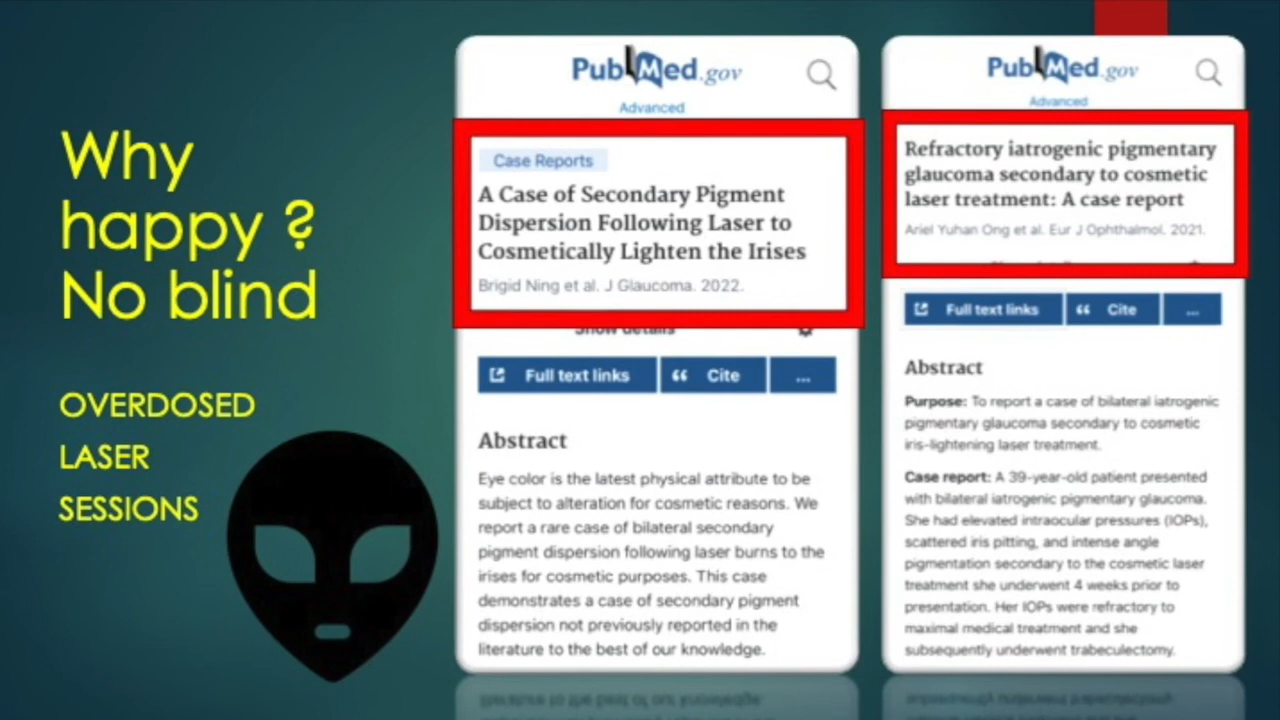 Why
happy ?
No blind
OVERDOSED
LASER
SESSIONS
PubMed.gov
Advanced
Case Reports
A Case of Secondary Pigment
Dispersion Following Laser to
Cosmetically Lighten the Irises
Brigid Ning et al. J Glaucoma. 2022.
Show details
Full text links
Cite
...
Abstract
Eye color is the latest physical attribute to be
subject to alteration for cosmetic reasons. We
report a rare case of bilateral secondary
pigment dispersion following laser burns to the
irises for cosmetic purposes. This case
demonstrates a case of secondary pigment
dispersion not previously reported in the
literature to the best of our knowledge.
PubMed.gov
Advanced
Refractory iatrogenic pigmentary
glaucoma secondary to cosmetic
laser treatment: A case report
Ariel Yuhan Ong et al. Eur J Ophthalmol. 2021.
Full text links
Cite
...
Abstract
Purpose: To report a case of bilateral iatrogenic
pigmentary glaucoma secondary to cosmetic
iris-lightening laser treatment.
Case report: A 39-year-old patient presented
with bilateral iatrogenic pigmentary glaucoma.
She had elevated intraocular pressures (IOPs),
scattered iris pitting, and intense angle
pigmentation secondary to the cosmetic laser
treatment she underwent 4 weeks prior to
presentation. Her IOPs were refractory to
maximal medical treatment and she
subsequently underwent trabeculectomy.